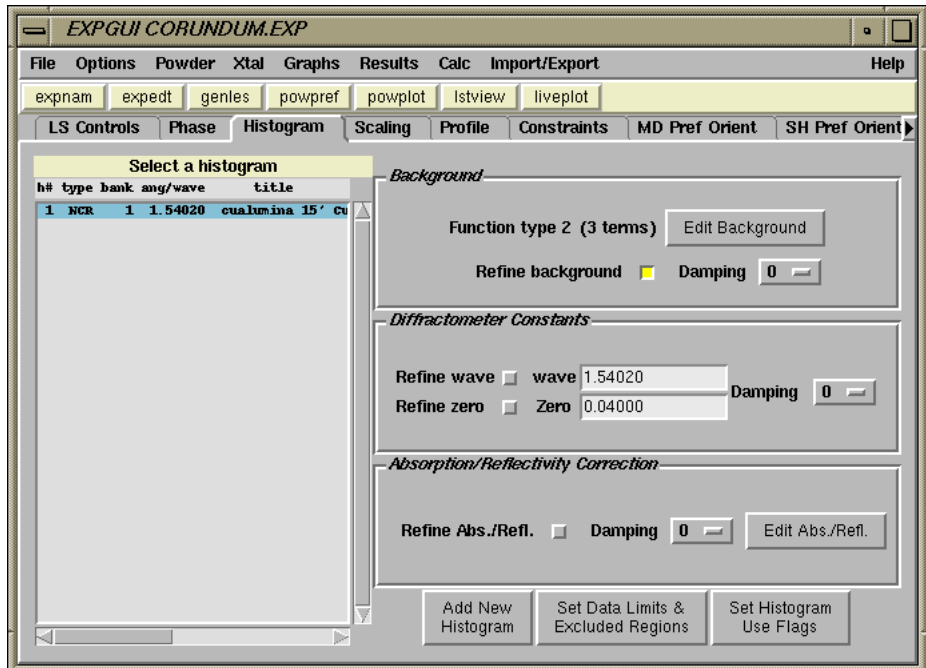 EXPGUI CORUNDUM.EXP
File Options Powder Xtal Graphs Results Calc Import/Export Help
expnam expedt genles powpref powplot lstview liveplot
LS Controls Phase Histogram Scaling Profile Constraints MD Pref Orient SH Pref Orient
Select a histogram
h# type bank ang/wave title
1 NCR 1 1.54020 cualumina 15' Cu
Background
Function type 2 (3 terms) Edit Background
Refine background Damping 0
Diffractometer Constants
Refine wave wave 1.54020
Damping 0
Refine zero Zero 0.04000
Absorption/Reflectivity Correction
Refine Abs./Refl. Damping 0 Edit Abs./Refl.
Add New Histogram
Set Data Limits & Excluded Regions
Set Histogram Use Flags